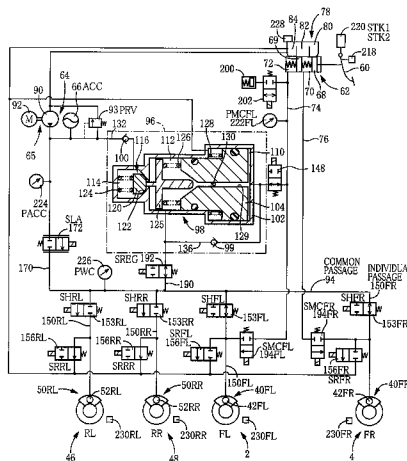 228 84 82 78 80
220 STK1
STK2
92 90 64 66ACC
69 72
218
M
200
70 68 60 62
93PRV
65
132 96 126 128 130
202
74
222FL
PMCFL
100 112 110
76
116
114
148
224
PACC
124
SLA
172
120
122
104
125 98 129 102
136 99
226
PWC
SREG 192
94
COMMON
PASSAGE
INDIVIDUAL
PASSAGE
150FR
170 190
SHRL SHRR SHFL SHFR
153RL 153RR 153FL 153FR
150RL 150RR
SMCFR
194FR
156RL 156RR SRFL
156FL
SRRL SRRR
SMCFL
194FL
156FR
SRFR
150FL
50RL 52RL 50RR 52RR 40FL 42FL 42FR 40FR
RL RR FL FR
230RL 230RR 230FL 230FR
46 48 2 4